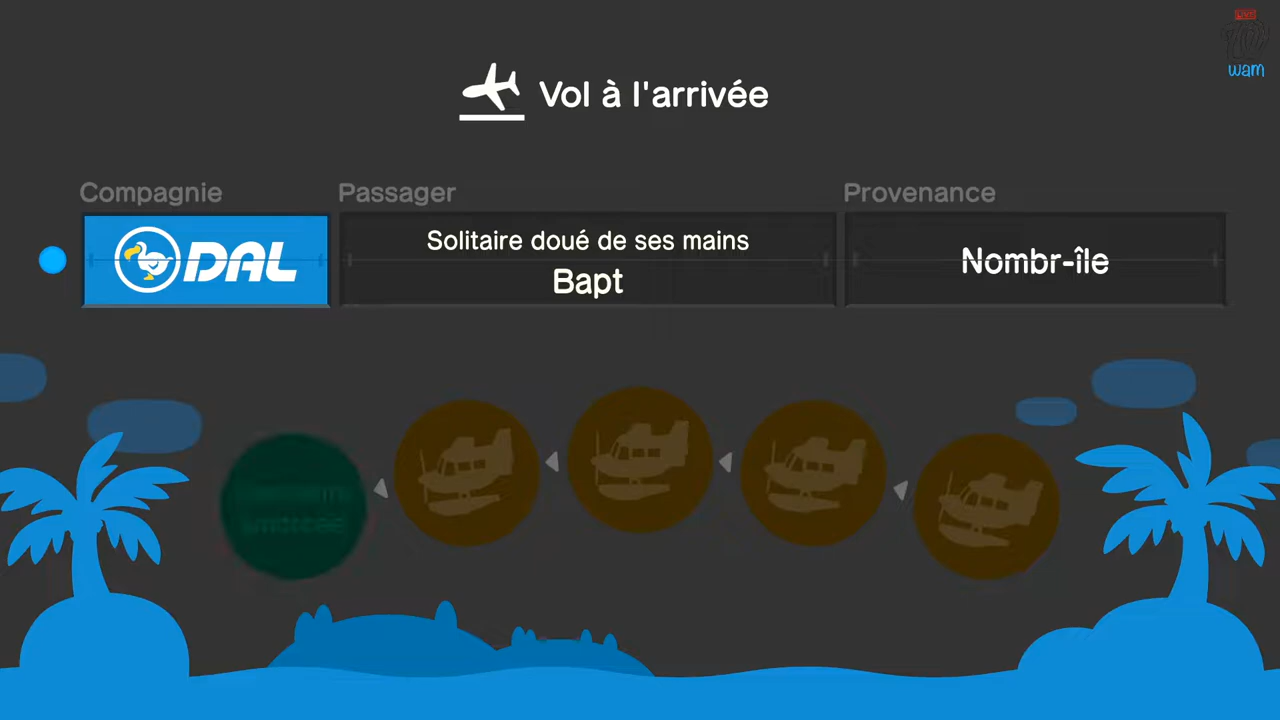 wam
Vol à l'arrivée
Compagnie
Passager
Provenance
DAL
Solitaire doué de ses mains
Bapt
Nombr-île